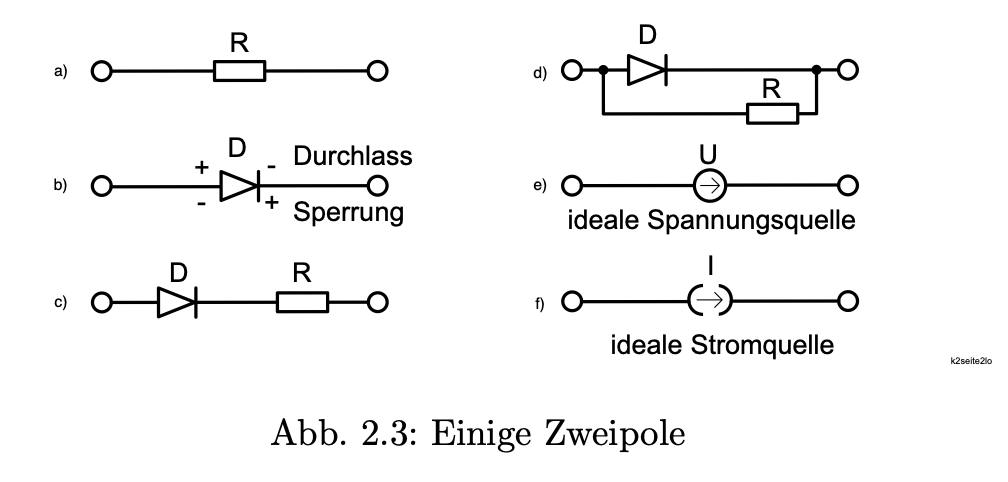 a)
R
b)
D
+
-
Durchlass
-
+
Sperrung
c)
D
R
d)
D
R
e)
U
ideale Spannungsquelle
f)
I
ideale Stromquelle
k2seite2lo
Abb. 2.3: Einige Zweipole